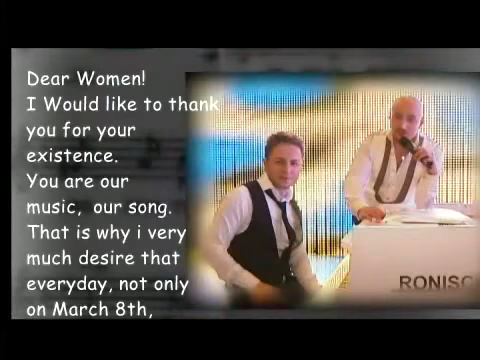 Dear Women!
I Would like to thank
you for your
existence.
You are our
music, our song.
That is why i very
much desire that
everyday, not only
on March 8th,
RONISC